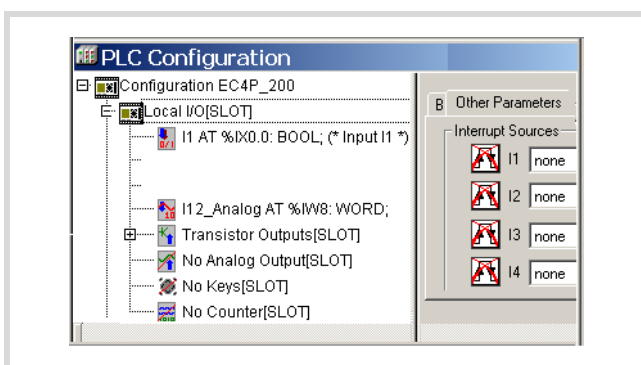 PLC Configuration
Configuration EC4P_200
Local I/O[SLOT]
I1 AT %IX0.0: BOOL; (* Input I1 *)
...
...
I12_Analog AT %IW8: WORD;
Transistor Outputs[SLOT]
No Analog Output[SLOT]
No Keys[SLOT]
No Counter[SLOT]
B Other Parameters
Interrupt Sources
I1 none
I2 none
I3 none
I4 none